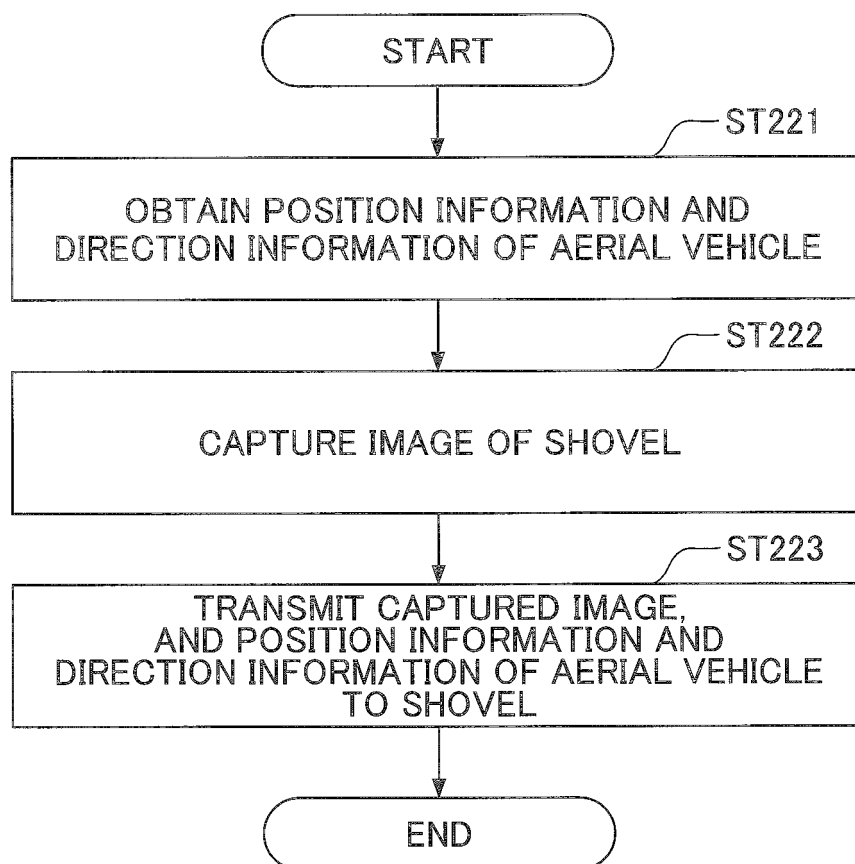 START
ST221
OBTAIN POSITION INFORMATION AND
DIRECTION INFORMATION OF AERIAL VEHICLE
ST222
CAPTURE IMAGE OF SHOVEL
ST223
TRANSMIT CAPTURED IMAGE,
AND POSITION INFORMATION AND
DIRECTION INFORMATION OF AERIAL VEHICLE
TO SHOVEL
END